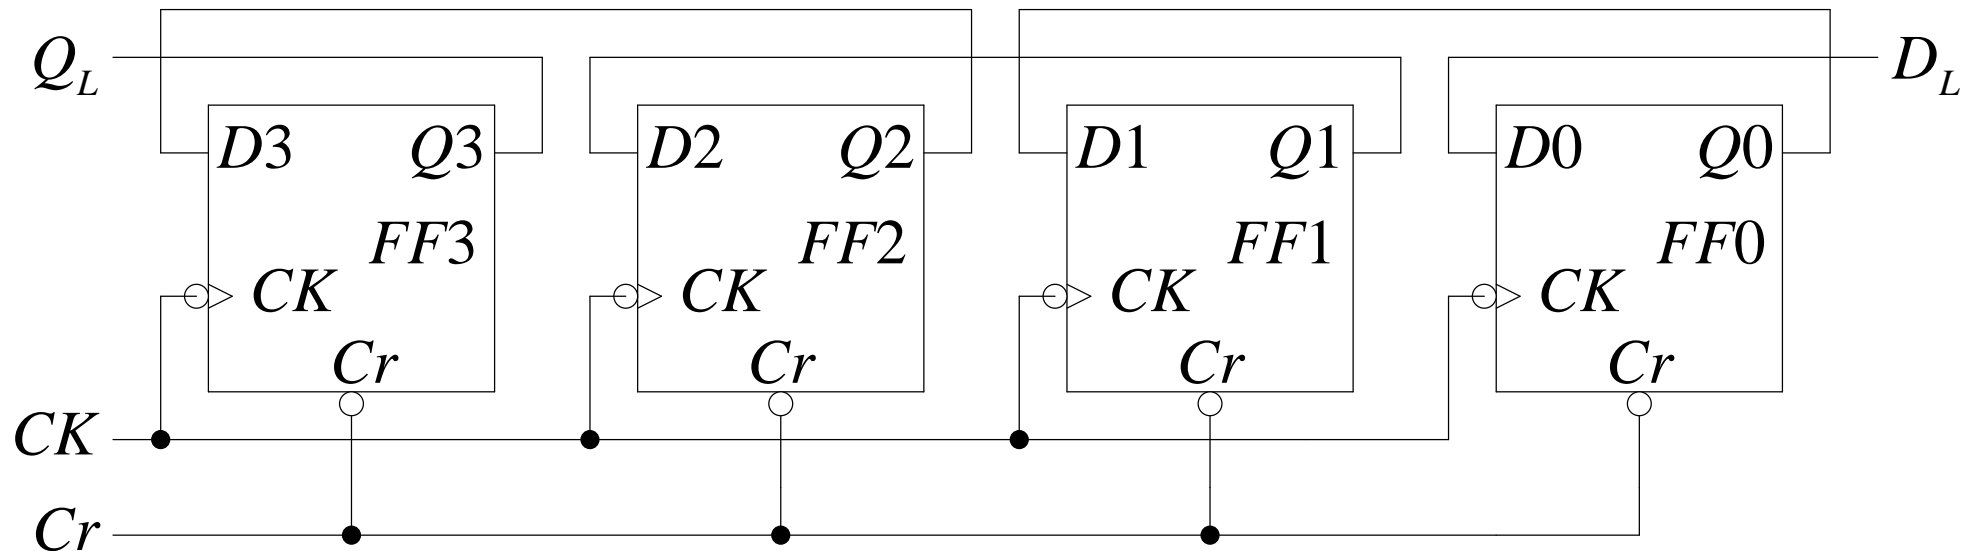 Q_L D_L
D3 Q3 D2 Q2 D1 Q1 D0 Q0
FF3 FF2 FF1 FF0
CK CK CK CK
Cr Cr Cr Cr
CK
Cr